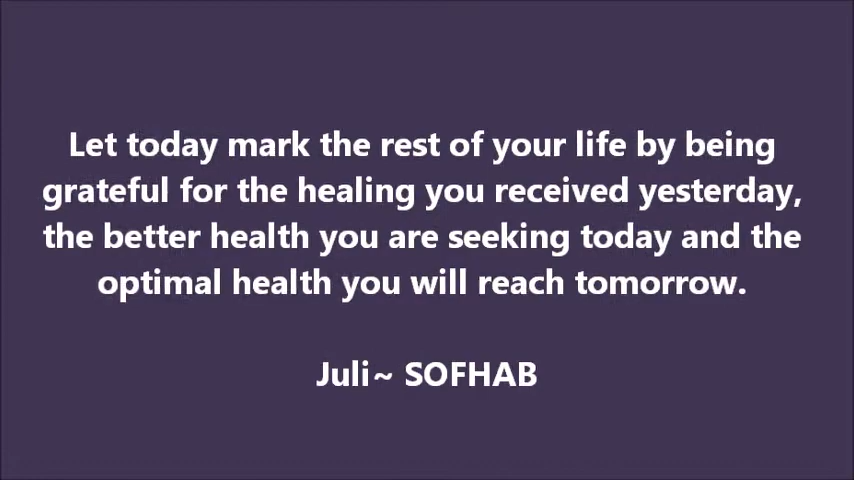 Let today mark the rest of your life by being
grateful for the healing you received yesterday,
the better health you are seeking today and the
optimal health you will reach tomorrow.
Juli~ SOFHAB